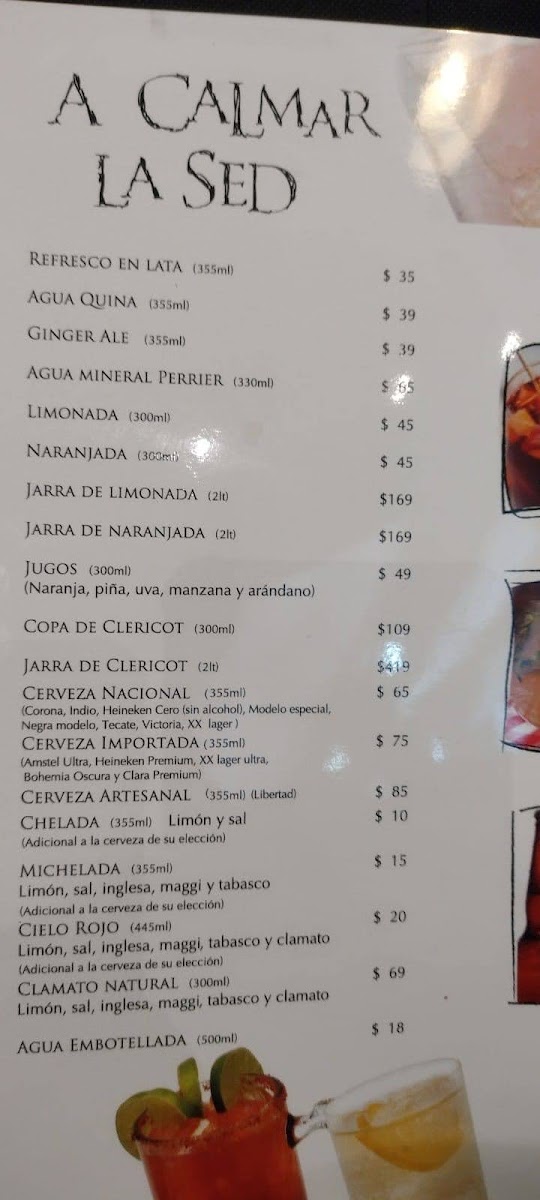 A CALMAR
LA SED
REFRESCO EN LATA (355ml) $ 35
AGUA QUINA (355ml) $ 39
GINGER ALE (355ml) $ 39
AGUA MINERAL PERRIER (330ml) $ 65
LIMONADA (300ml) $ 45
NARANJADA (300ml) $ 45
JARRA DE LIMONADA (2lt) $169
JARRA DE NARANJADA (2lt) $169
JUGOS (300ml) $ 49
(Naranja, piña, uva, manzana y arándano)
COPA DE CLERICOT (300ml) $109
JARRA DE CLERICOT (2lt) $419
CERVEZA NACIONAL (355ml) $ 65
(Corona, Indio, Heineken Cero (sin alcohol), Modelo especial,
Negra modelo, Tecate, Victoria, XX lager )
CERVEZA IMPORTADA (355ml) $ 75
(Amstel Ultra, Heineken Premium, XX lager ultra,
Bohemia Oscura y Clara Premium)
CERVEZA ARTESANAL (355ml) (Libertad) $ 85
CHELADA (355ml) Limón y sal $ 10
(Adicional a la cerveza de su elección)
MICHELADA (355ml) $ 15
Limón, sal, inglesa, maggi y tabasco
(Adicional a la cerveza de su elección)
CIELO ROJO (445ml) $ 20
Limón, sal, inglesa, maggi, tabasco y clamato
(Adicional a la cerveza de su elección)
CLAMATO NATURAL (300ml) $ 69
Limón, sal, inglesa, maggi, tabasco y clamato
AGUA EMBOTELLADA (500ml) $ 18